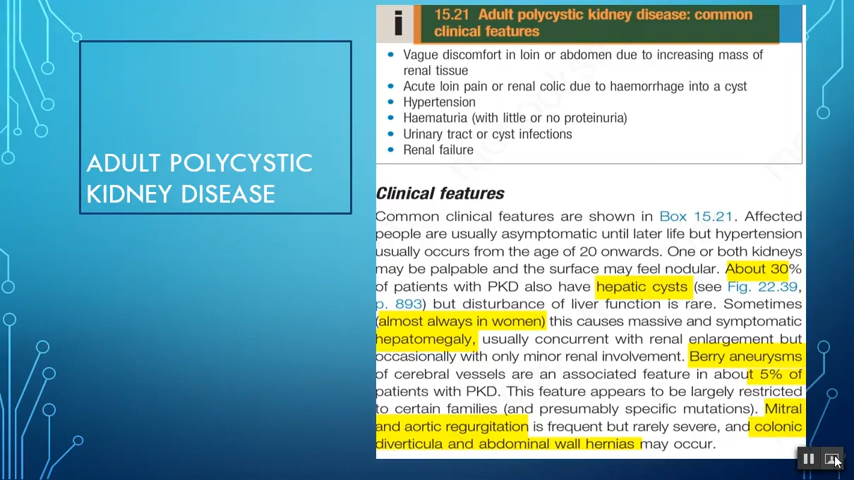 ADULT POLYCYSTIC
KIDNEY DISEASE
i
15.21 Adult polycystic kidney disease: common
clinical features
• Vague discomfort in loin or abdomen due to increasing mass of
renal tissue
• Acute loin pain or renal colic due to haemorrhage into a cyst
• Hypertension
• Haematuria (with little or no proteinuria)
• Urinary tract or cyst infections
• Renal failure
Clinical features
Common clinical features are shown in Box 15.21. Affected
people are usually asymptomatic until later life but hypertension
usually occurs from the age of 20 onwards. One or both kidneys
may be palpable and the surface may feel nodular. About 30%
of patients with PKD also have hepatic cysts (see Fig. 22.39,
p. 893) but disturbance of liver function is rare. Sometimes
(almost always in women) this causes massive and symptomatic
hepatomegaly, usually concurrent with renal enlargement but
occasionally with only minor renal involvement. Berry aneurysms
of cerebral vessels are an associated feature in about 5% of
patients with PKD. This feature appears to be largely restricted
to certain families (and presumably specific mutations). Mitral
and aortic regurgitation is frequent but rarely severe, and colonic
diverticula and abdominal wall hernias may occur.